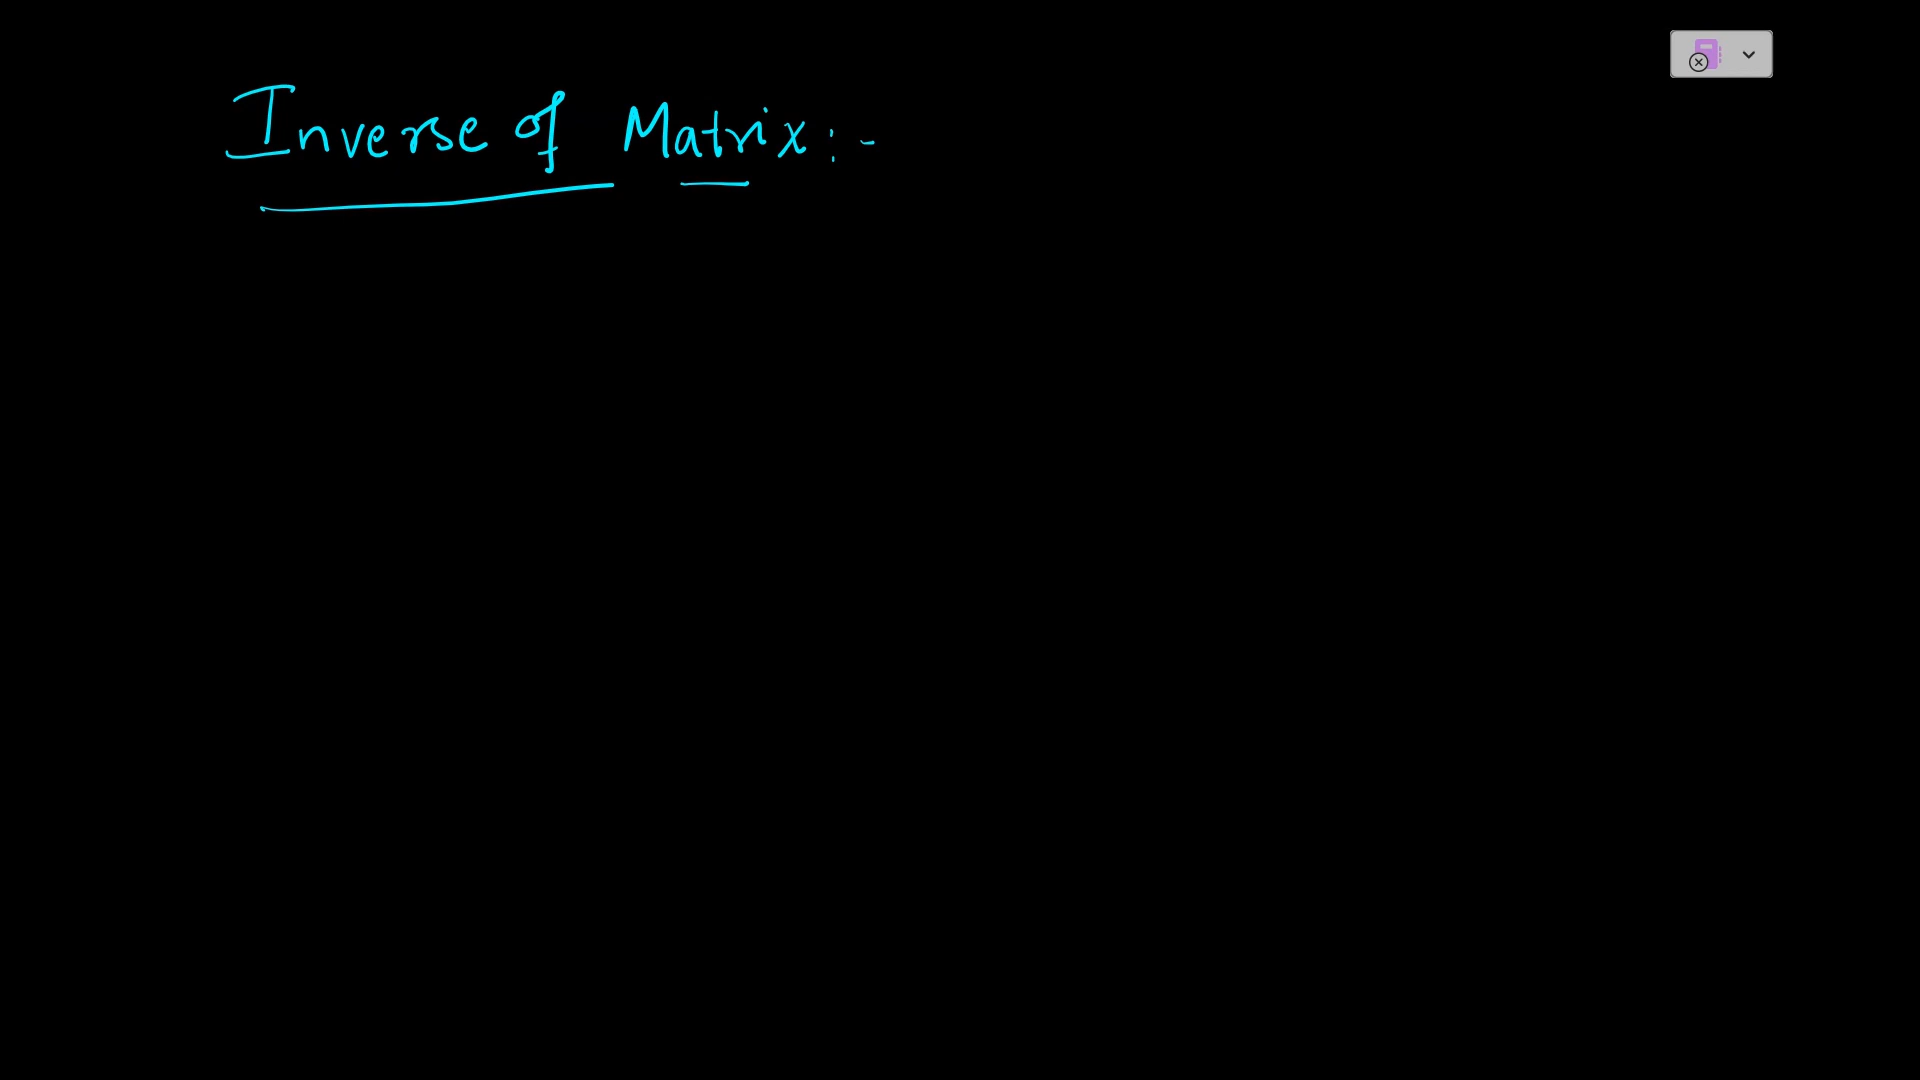 Inverse of Matrix :-